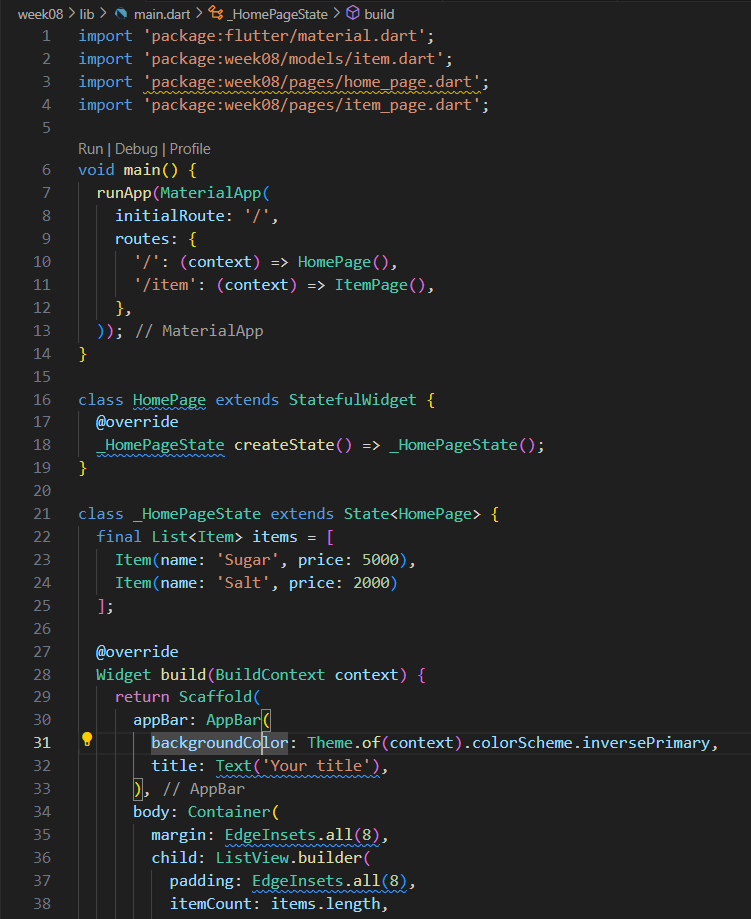 week08 > lib > main.dart > _HomePageState > build
1 import 'package:flutter/material.dart';
2 import 'package:week08/models/item.dart';
3 import 'package:week08/pages/home_page.dart';
4 import 'package:week08/pages/item_page.dart';
5
Run | Debug | Profile
6 void main() {
7   runApp(MaterialApp(
8     initialRoute: '/',
9     routes: {
10       '/': (context) => HomePage(),
11       '/item': (context) => ItemPage(),
12     },
13   )); // MaterialApp
14 }
15
16 class HomePage extends StatefulWidget {
17   @override
18   _HomePageState createState() => _HomePageState();
19 }
20
21 class _HomePageState extends State<HomePage> {
22   final List<Item> items = [
23     Item(name: 'Sugar', price: 5000),
24     Item(name: 'Salt', price: 2000)
25   ];
26
27   @override
28   Widget build(BuildContext context) {
29     return Scaffold(
30       appBar: AppBar(
31         backgroundColor: Theme.of(context).colorScheme.inversePrimary,
32         title: Text('Your title'),
33       ), // AppBar
34       body: Container(
35         margin: EdgeInsets.all(8),
36         child: ListView.builder(
37           padding: EdgeInsets.all(8),
38           itemCount: items.length,